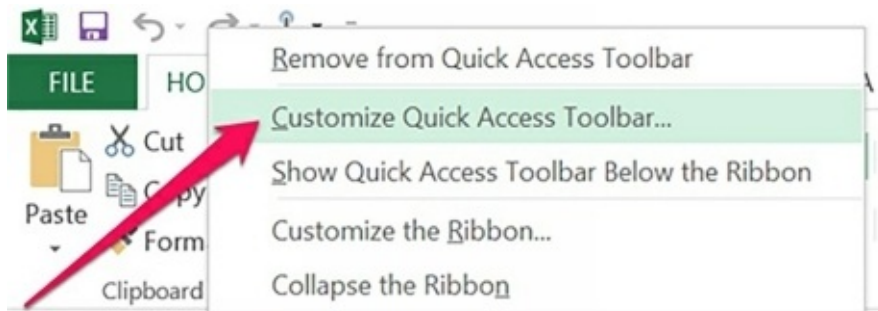 Remove from Quick Access Toolbar
FILE
HO
Customize Quick Access Toolbar...
Cut
Show Quick Access Toolbar Below the Ribbon
Paste
Customize the Ribbon...
Form
Clipboard
Collapse the Ribbon